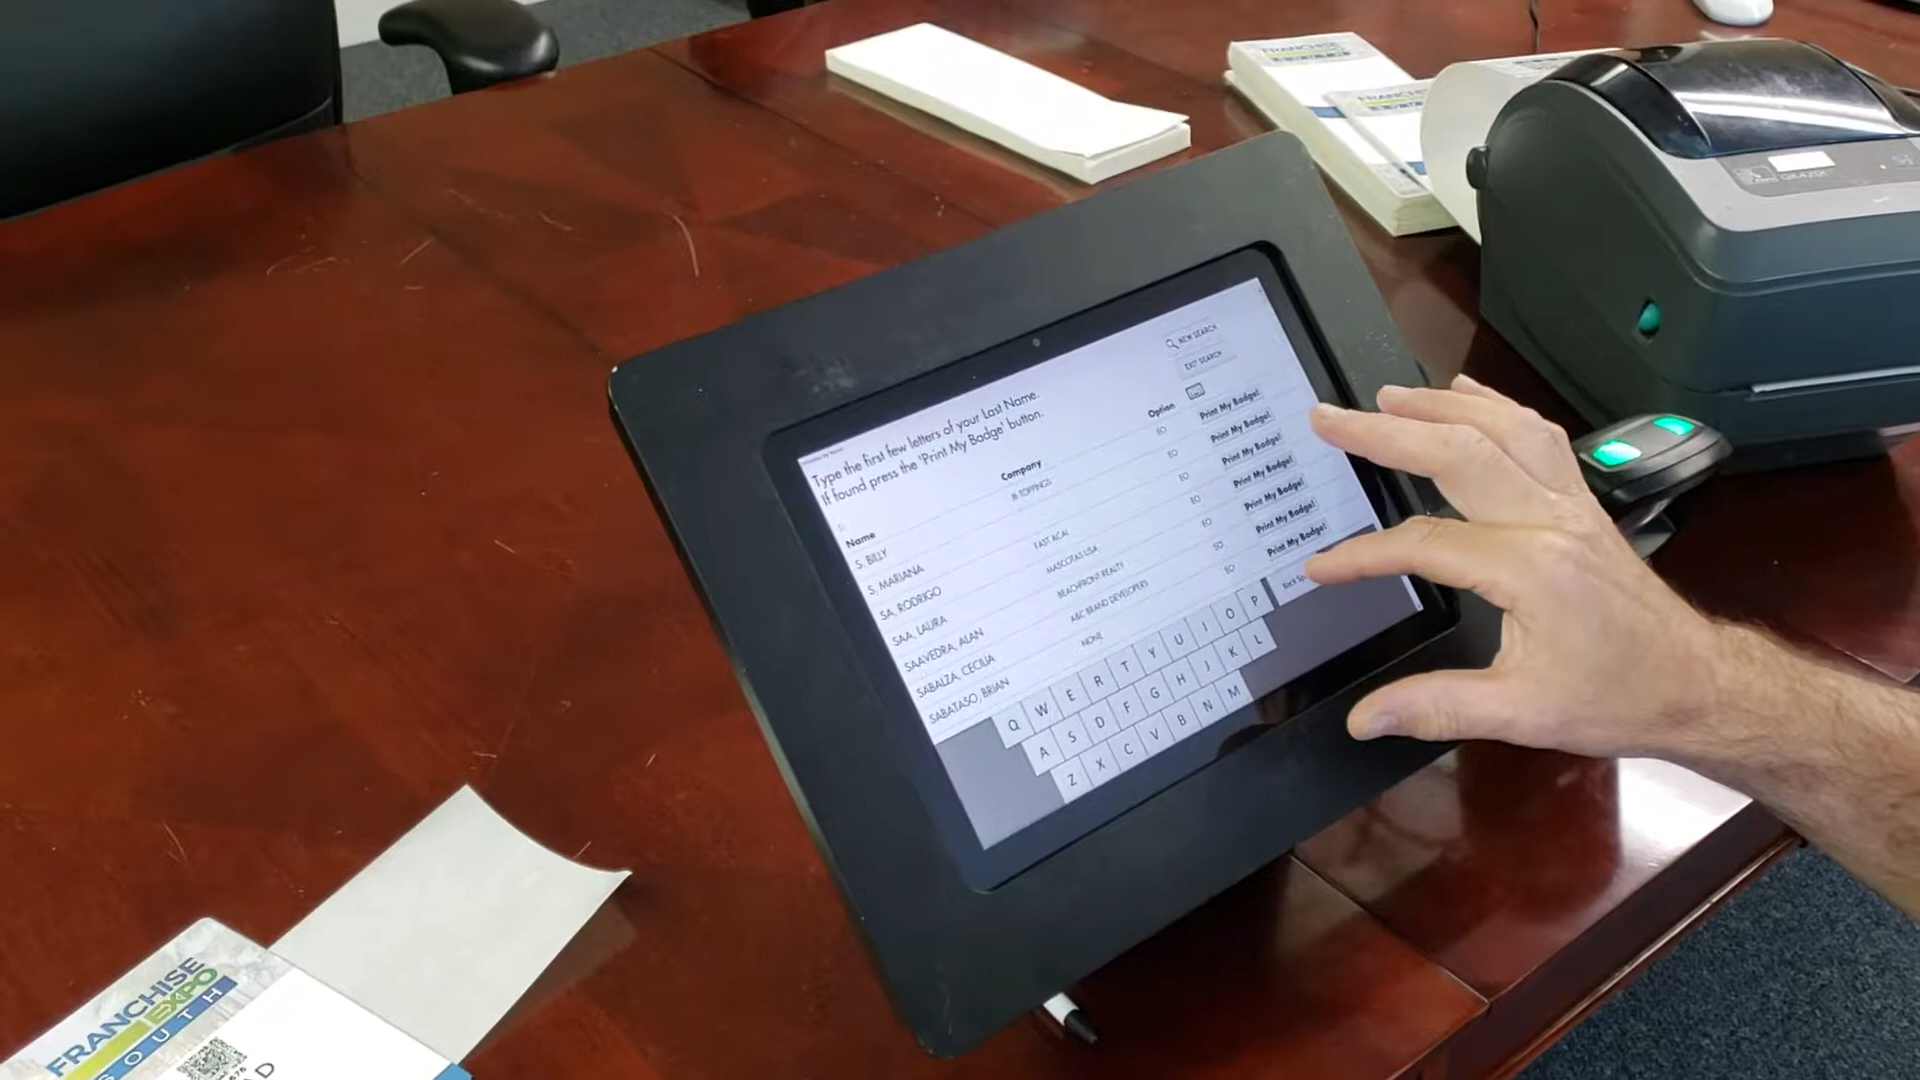 Type the first few letters of your Last Name.
If found press the 'Print My Badge' button.
NEW SEARCH
EXIT SEARCH
Name Company Option
S, BILLY JB TOPPINGS EO Print My Badge!
S, MARIANA EO Print My Badge!
SA, RODRIGO FAST ACAI EO Print My Badge!
SAA, LAURA MASCOTAS USA EO Print My Badge!
SAAVEDRA, ALAN BEACHFRONT REALTY EO Print My Badge!
SABALZA, CECILIA A&C BRAND DEVELOPERS SO Print My Badge!
SABATASO, BRIAN NONE EO Print My Badge!
Q W E R T Y U I O P Back
A S D F G H J K L
Z X C V B N M
FRANCHISE
FRANCHISE
FRANCHISE
EXPO
SOUTH